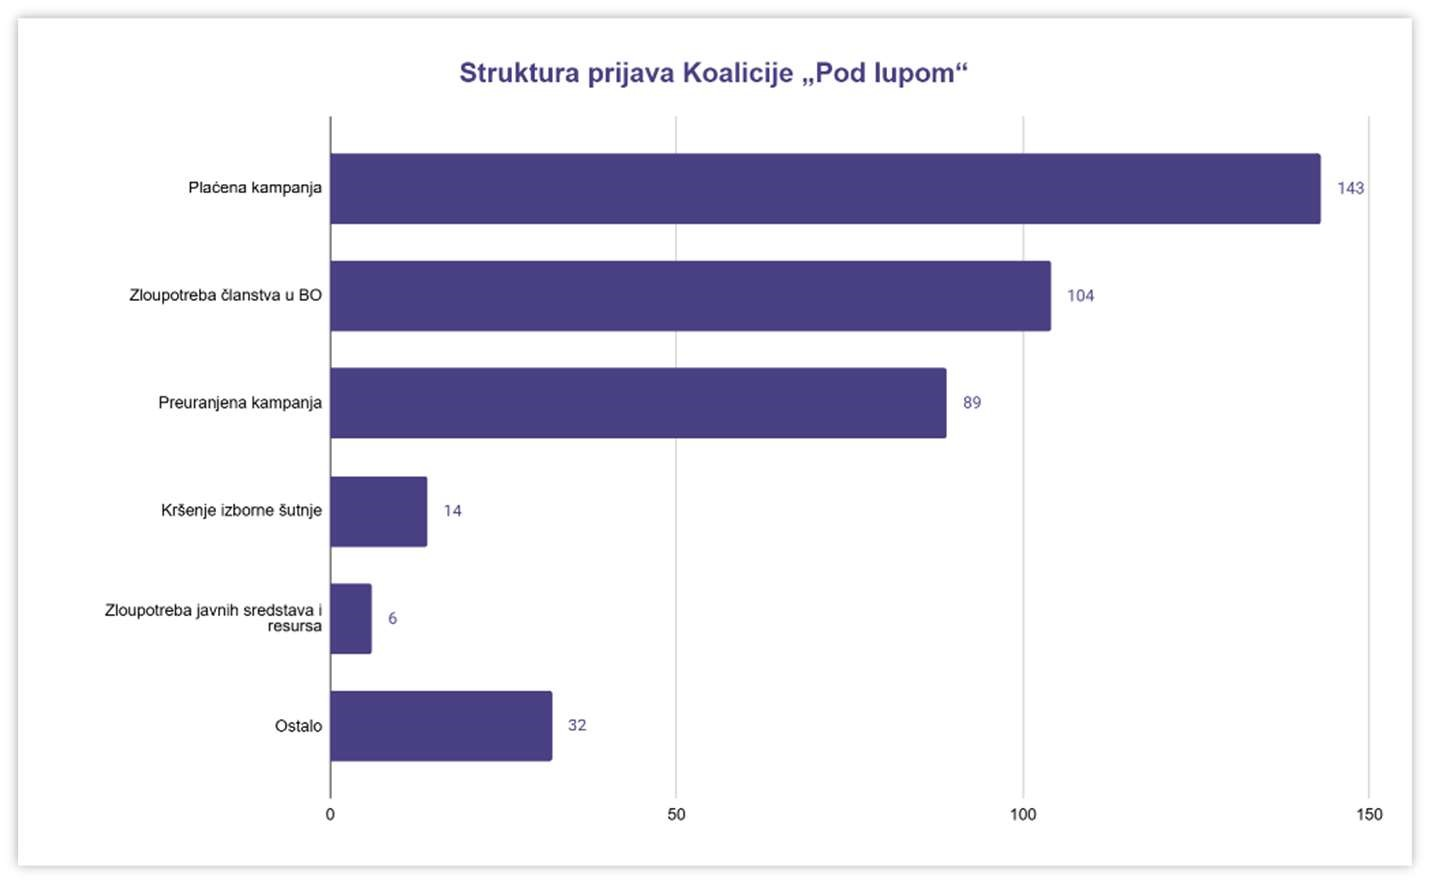 Struktura prijava Koalicije „Pod lupom“
Plaćena kampanja
143
Zloupotreba članstva u BO
104
Preuranjena kampanja
89
Kršenje izborne šutnje
14
Zloupotreba javnih sredstava i
resursa
6
Ostalo
32
0
50
100
150